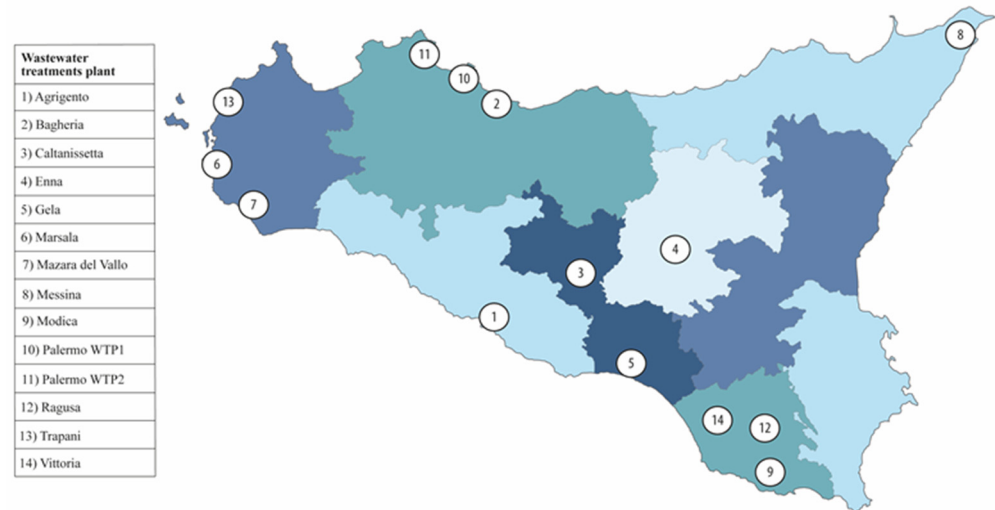 Wastewater
treatments plant
1) Agrigento
2) Bagheria
3) Caltanissetta
4) Enna
5) Gela
6) Marsala
7) Mazara del Vallo
8) Messina
9) Modica
10) Palermo WTP1
11) Palermo WTP2
12) Ragusa
13) Trapani
14) Vittoria
8
11
10
13
2
6
7
4
3
1
5
14
12
9